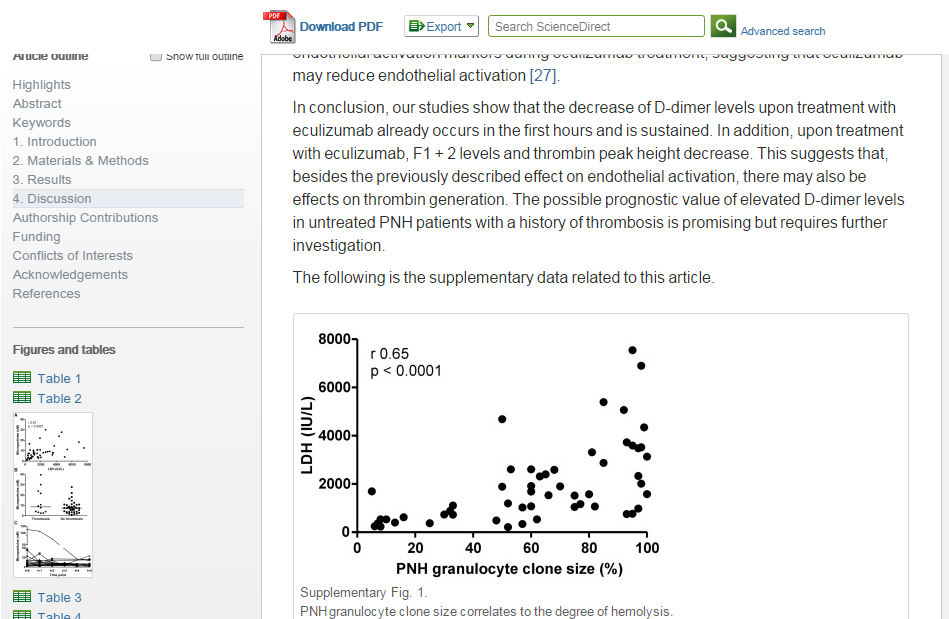 Download PDF
Export
Search ScienceDirect
Advanced search
Article outline
Show full outline
Highlights
Abstract
Keywords
1. Introduction
2. Materials & Methods
3. Results
4. Discussion
Authorship Contributions
Funding
Conflicts of Interests
Acknowledgements
References
Figures and tables
Table 1
Table 2
Table 3
Table 4
endothelial activation markers during eculizumab treatment, suggesting that eculizumab
may reduce endothelial activation [27].
In conclusion, our studies show that the decrease of D-dimer levels upon treatment with
eculizumab already occurs in the first hours and is sustained. In addition, upon treatment
with eculizumab, F1 + 2 levels and thrombin peak height decrease. This suggests that,
besides the previously described effect on endothelial activation, there may also be
effects on thrombin generation. The possible prognostic value of elevated D-dimer levels
in untreated PNH patients with a history of thrombosis is promising but requires further
investigation.
The following is the supplementary data related to this article.
r 0.65
p < 0.0001
8000
6000
4000
2000
0
LDH (IU/L)
0 20 40 60 80 100
PNH granulocyte clone size (%)
Supplementary Fig. 1.
PNH granulocyte clone size correlates to the degree of hemolysis.